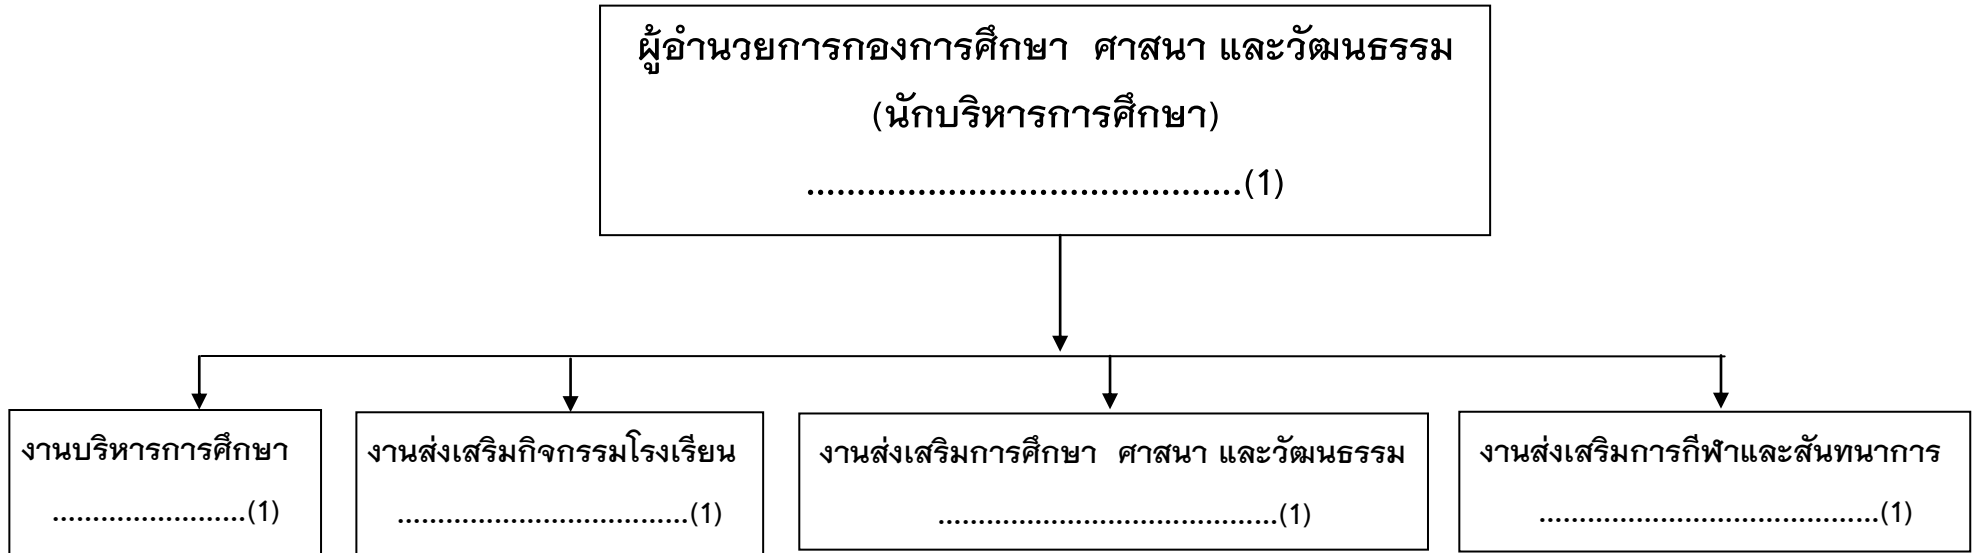 ผู้อำนวยการกองการศึกษา ศาสนา และวัฒนธรรม
(นักบริหารการศึกษา)
...........................................(1)
งานบริหารการศึกษา
........................(1)
งานส่งเสริมกิจกรรมโรงเรียน
....................................(1)
งานส่งเสริมการศึกษา ศาสนา และวัฒนธรรม
..........................................(1)
งานส่งเสริมการกีฬาและสันทนาการ
..........................................(1)